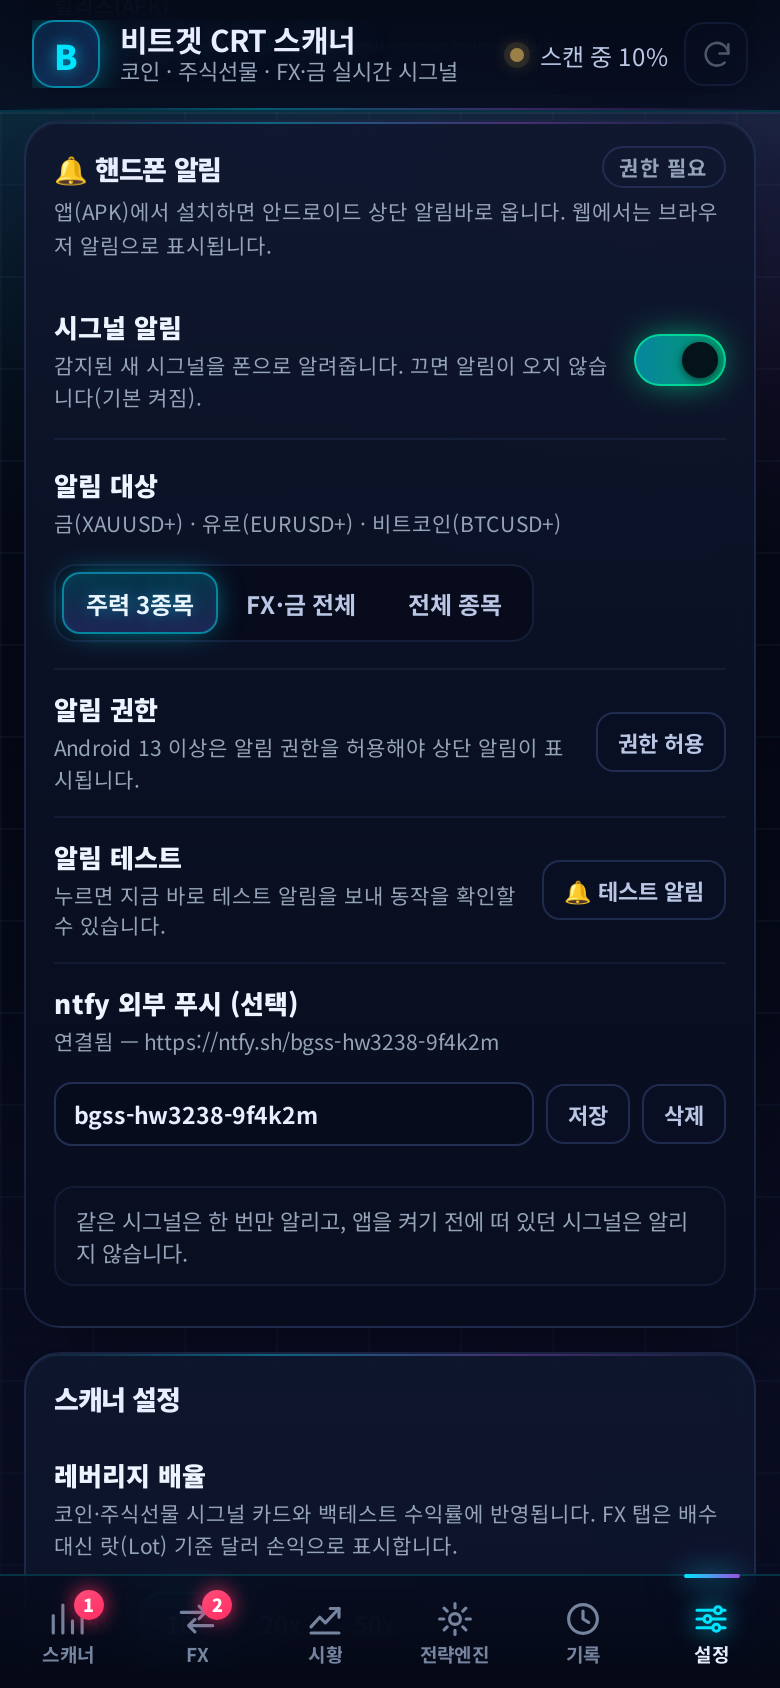 B
비트겟 CRT 스캐너
코인 · 주식선물 · FX·금 실시간 시그널
스캔 중 10%
🔔 핸드폰 알림
권한 필요
앱(APK)에서 설치하면 안드로이드 상단 알림바로 옵니다. 웹에서는 브라우
저 알림으로 표시됩니다.
시그널 알림
감지된 새 시그널을 폰으로 알려줍니다. 끄면 알림이 오지 않습
니다(기본 켜짐).
알림 대상
금(XAUUSD+) · 유로(EURUSD+) · 비트코인(BTCUSD+)
주력 3종목
FX·금 전체
전체 종목
알림 권한
Android 13 이상은 알림 권한을 허용해야 상단 알림이 표
시됩니다.
권한 허용
알림 테스트
누르면 지금 바로 테스트 알림을 보내 동작을 확인할
수 있습니다.
🔔 테스트 알림
ntfy 외부 푸시 (선택)
연결됨 — https://ntfy.sh/bgss-hw3238-9f4k2m
bgss-hw3238-9f4k2m
저장
삭제
같은 시그널은 한 번만 알리고, 앱을 켜기 전에 떠 있던 시그널은 알리
지 않습니다.
스캐너 설정
레버리지 배율
코인·주식선물 시그널 카드와 백테스트 수익률에 반영됩니다. FX 탭은 배수
대신 랏(Lot) 기준 달러 손익으로 표시합니다.
1
스캐너
2
FX
시황
전략엔진
기록
설정